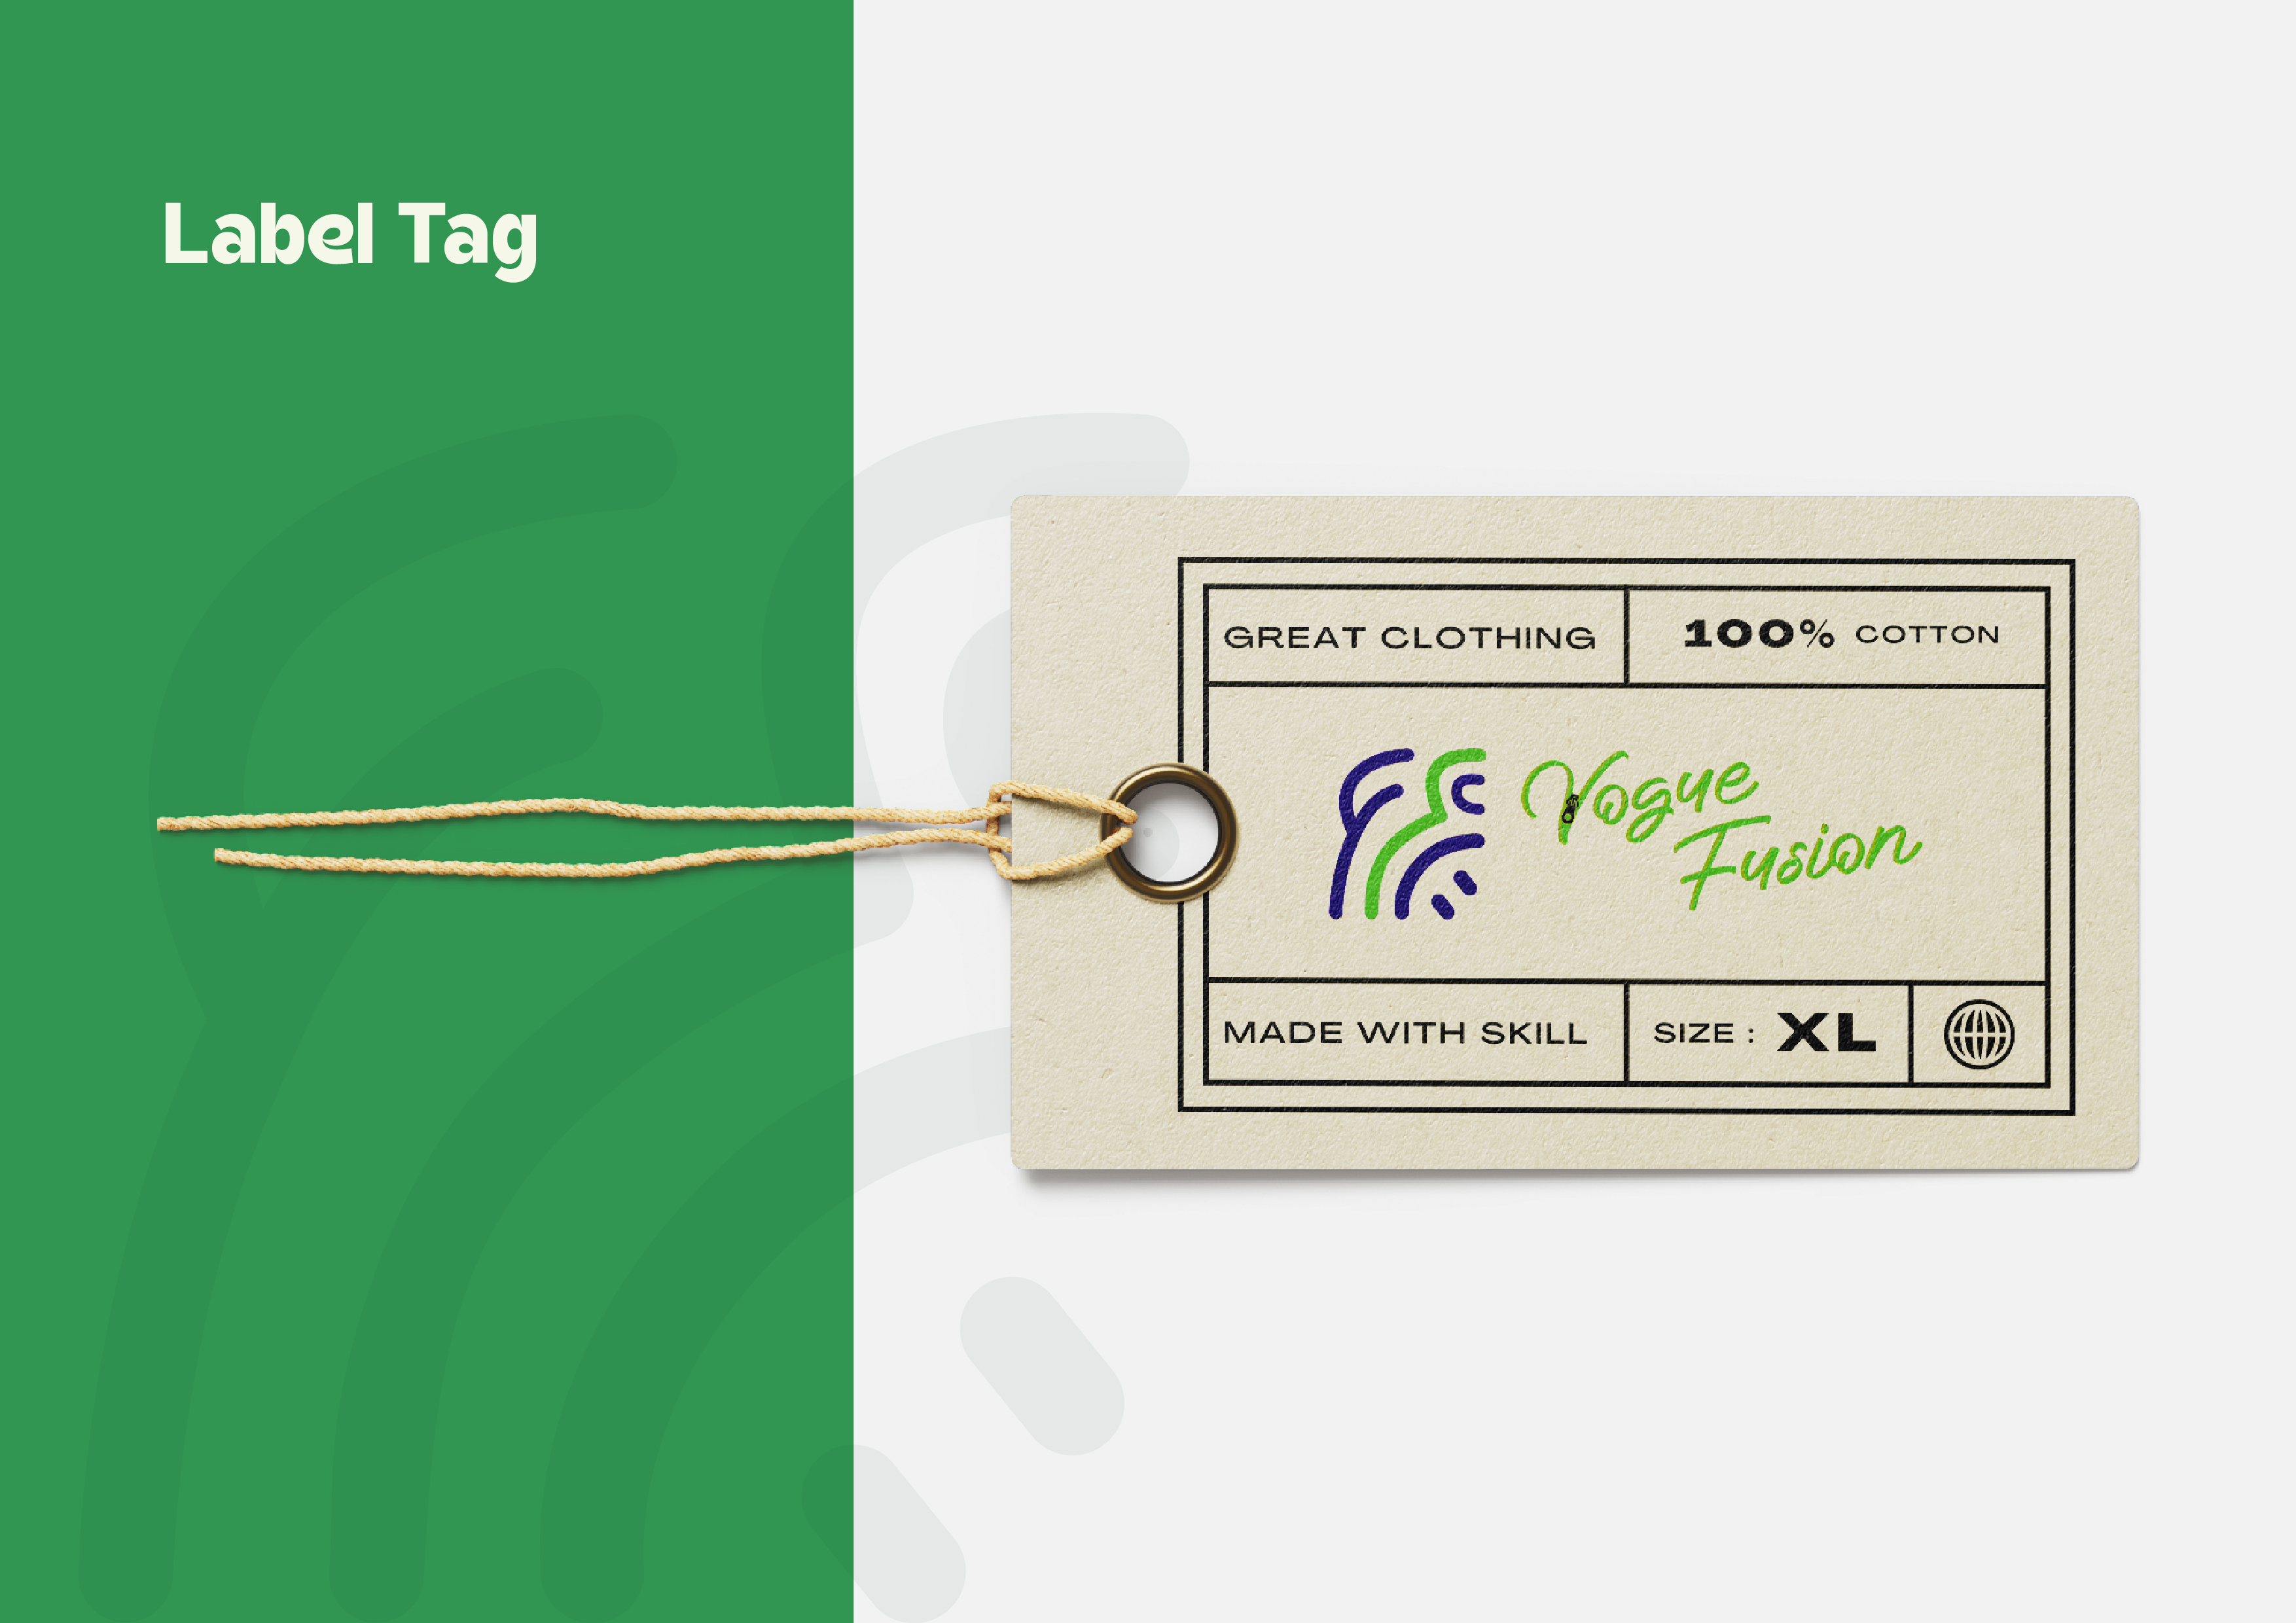 Label Tag
GREAT CLOTHING
100% COTTON
Vogue
Fusion
MADE WITH SKILL
SIZE : XL